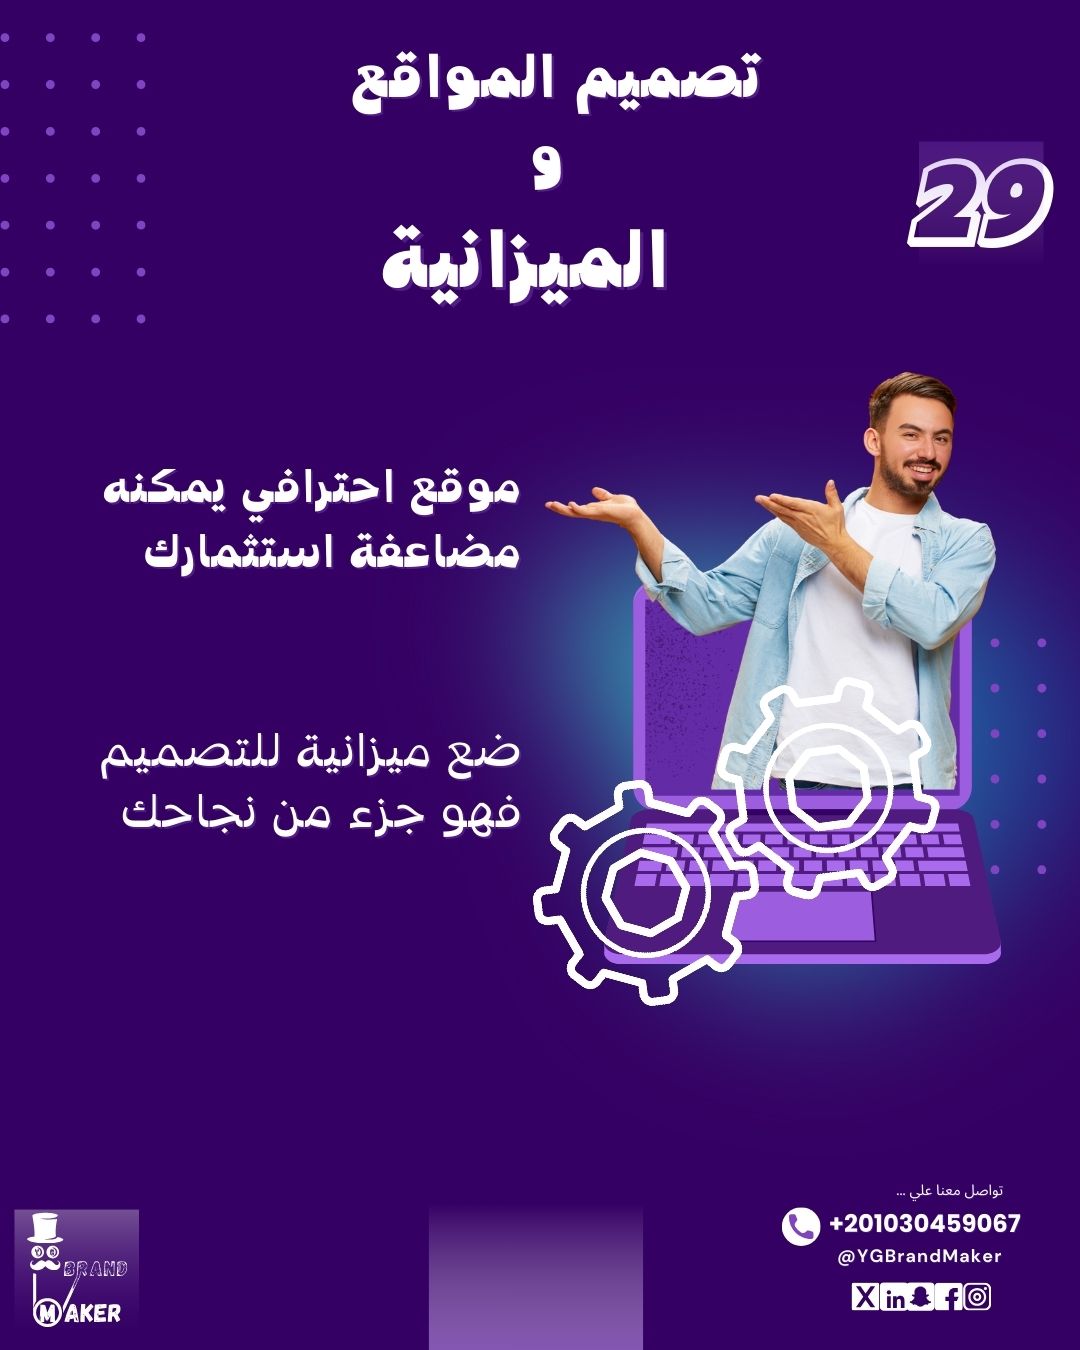 تصميم المواقع
و
الميزانية
29
موقع احترافي يمكنه
مضاعفة استثمارك
ضع ميزانية للتصميم
فهو جزء من نجاحك
تواصل معنا علي ...
+201030459067
@YGBrandMaker
BRAND
MAKER